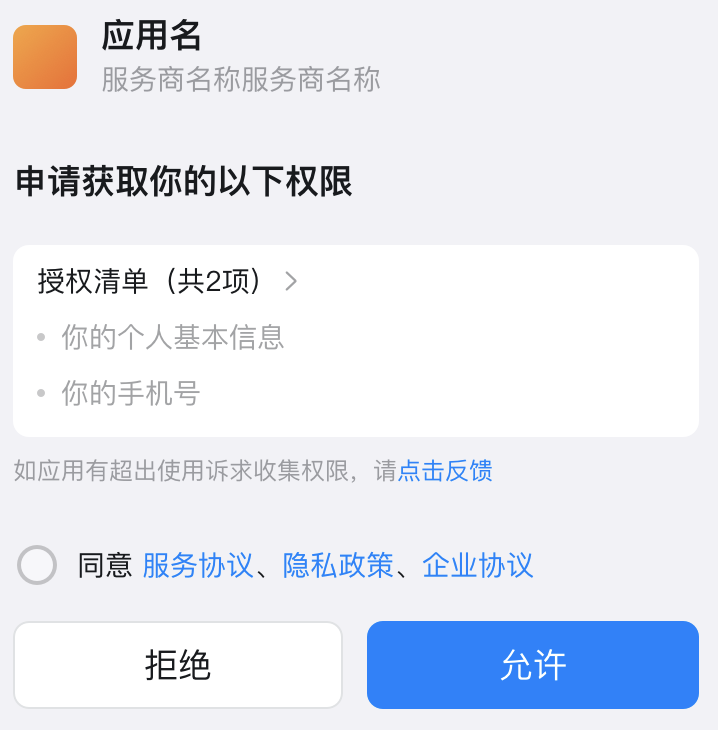 应用名
服务商名称服务商名称
申请获取你的以下权限
授权清单（共2项）
你的个人基本信息
你的手机号
如应用有超出使用诉求收集权限，请点击反馈
同意 服务协议、隐私政策、企业协议
拒绝
允许